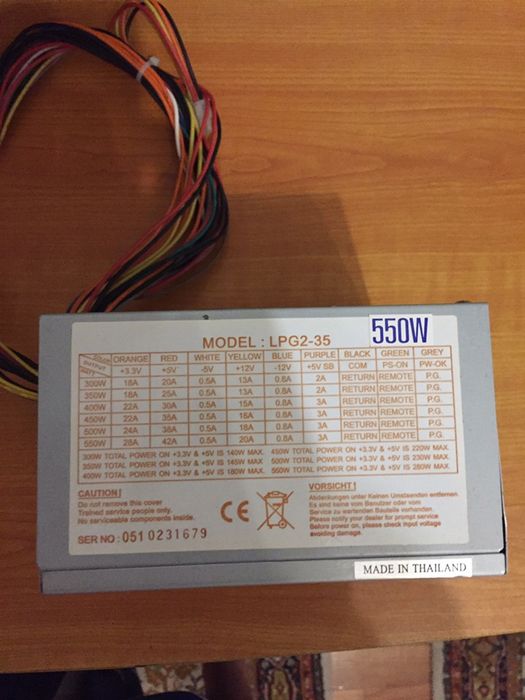 MODEL : LPG2-35
550W
COLOR OUTPUT WATT ORANGE RED WHITE YELLOW BLUE PURPLE BLACK GREEN GREY
+3.3V +5V -5V +12V -12V +5V SB COM PS-ON PW-OK
300W 18A 20A 0.5A 13A 0.8A 2A RETURN REMOTE P.G.
350W 18A 25A 0.5A 13A 0.8A 2A RETURN REMOTE P.G.
400W 22A 30A 0.5A 15A 0.8A 3A RETURN REMOTE P.G.
450W 22A 35A 0.5A 16A 0.8A 3A RETURN REMOTE P.G.
500W 24A 38A 0.5A 18A 0.8A 3A RETURN REMOTE P.G.
550W 28A 42A 0.5A 20A 0.8A 3A RETURN REMOTE P.G.
300W TOTAL POWER ON +3.3V & +5V IS 140W MAX. 450W TOTAL POWER ON +3.3V & +5V IS 220W MAX
350W TOTAL POWER ON +3.3V & +5V IS 145W MAX. 500W TOTAL POWER ON +3.3V & +5V IS 230W MAX
400W TOTAL POWER ON +3.3V & +5V IS 180W MAX. 550W TOTAL POWER ON +3.3V & +5V IS 280W MAX.
CAUTION !
Do not remove this cover
Trained service people only.
No serviceable components inside.
SER NO: 051 0231679
CE
VORSICHT !
Abdenkungen unter Keinen Umstaenden entfernen
Es sind kaine vom Benutzer oder vom
Service zu wertenden Bauteile vorhanden
Please notify your dealer for prompt service
Before power on, please check input voltage
avoiding damage.
MADE IN THAILAND